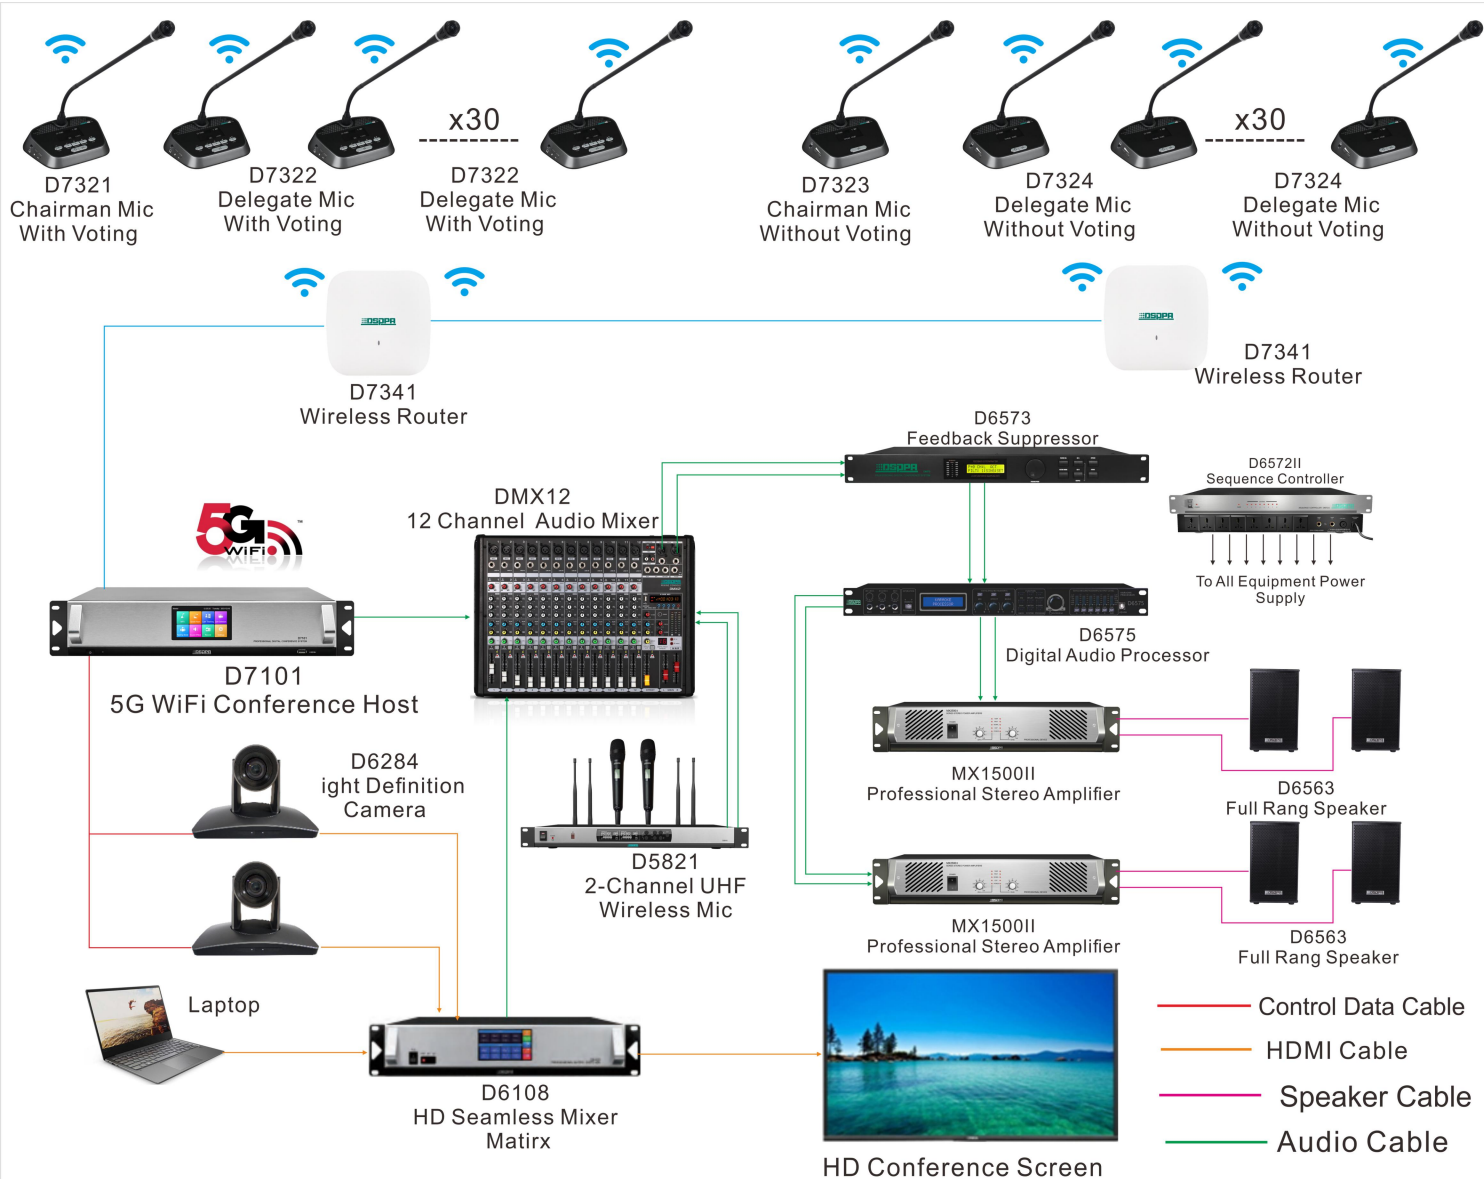 x30
x30
D7321
Chairman Mic
With Voting
D7322
Delegate Mic
With Voting
D7322
Delegate Mic
With Voting
D7323
Chairman Mic
Without Voting
D7324
Delegate Mic
Without Voting
D7324
Delegate Mic
Without Voting
DSPPA
D7341
Wireless Router
DSPPA
D7341
Wireless Router
D6573
Feedback Suppressor
DSPPA
D6572II
Sequence Controller
To All Equipment Power
Supply
5G
WiFi
™
DMX12
12 Channel Audio Mixer
D7101
5G WiFi Conference Host
D6575
Digital Audio Processor
MX1500II
Professional Stereo Amplifier
D6563
Full Rang Speaker
D6284
ight Definition
Camera
D5821
2-Channel UHF
Wireless Mic
MX1500II
Professional Stereo Amplifier
D6563
Full Rang Speaker
Laptop
D6108
HD Seamless Mixer
Matirx
HD Conference Screen
Control Data Cable
HDMI Cable
Speaker Cable
Audio Cable